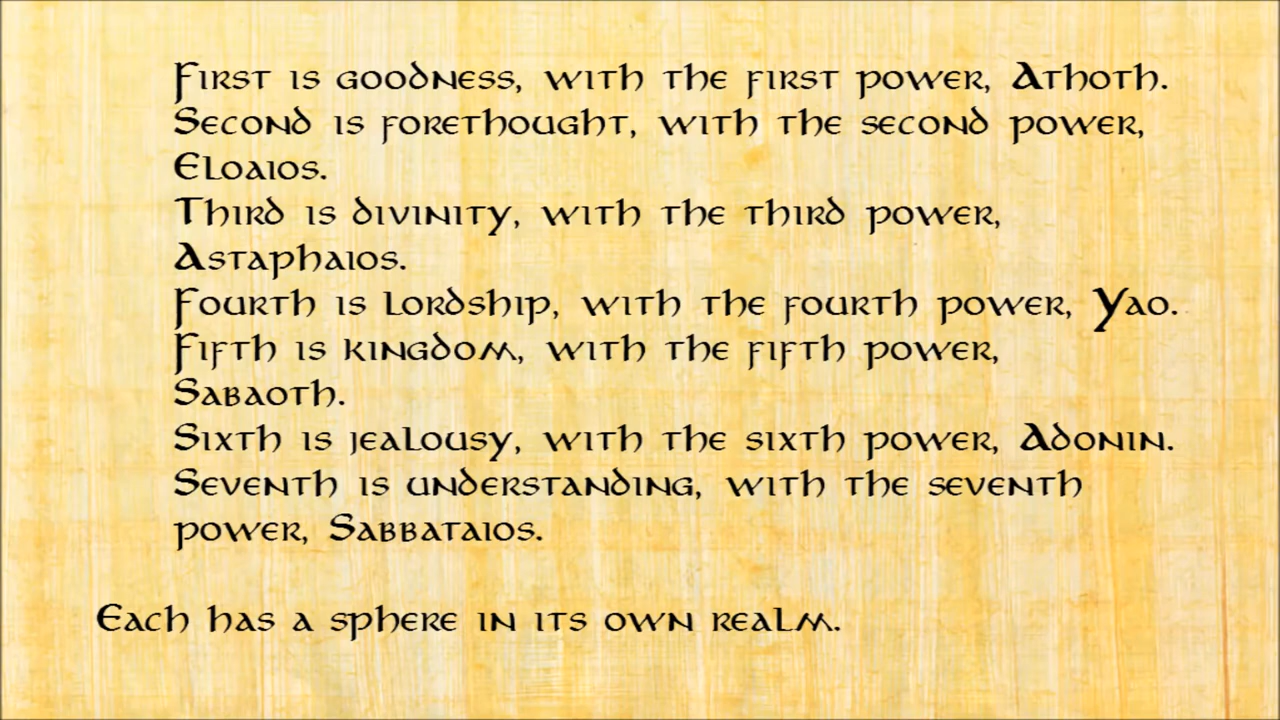 First is goodness, with the first power, Athoth.
Second is forethought, with the second power,
Eloaios.
Third is divinity, with the third power,
Astaphaios.
Fourth is lordship, with the fourth power, Yao.
Fifth is kingdom, with the fifth power,
Sabaoth.
Sixth is jealousy, with the sixth power, Adonin.
Seventh is understanding, with the seventh
power, Sabbataios.
Each has a sphere in its own realm.